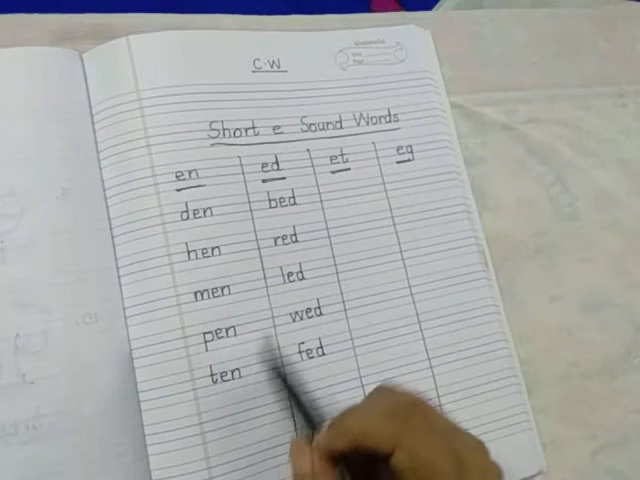 C.W
Short e Sound Words
en ed et eg
den bed
hen red
men led
pen wed
ten fed